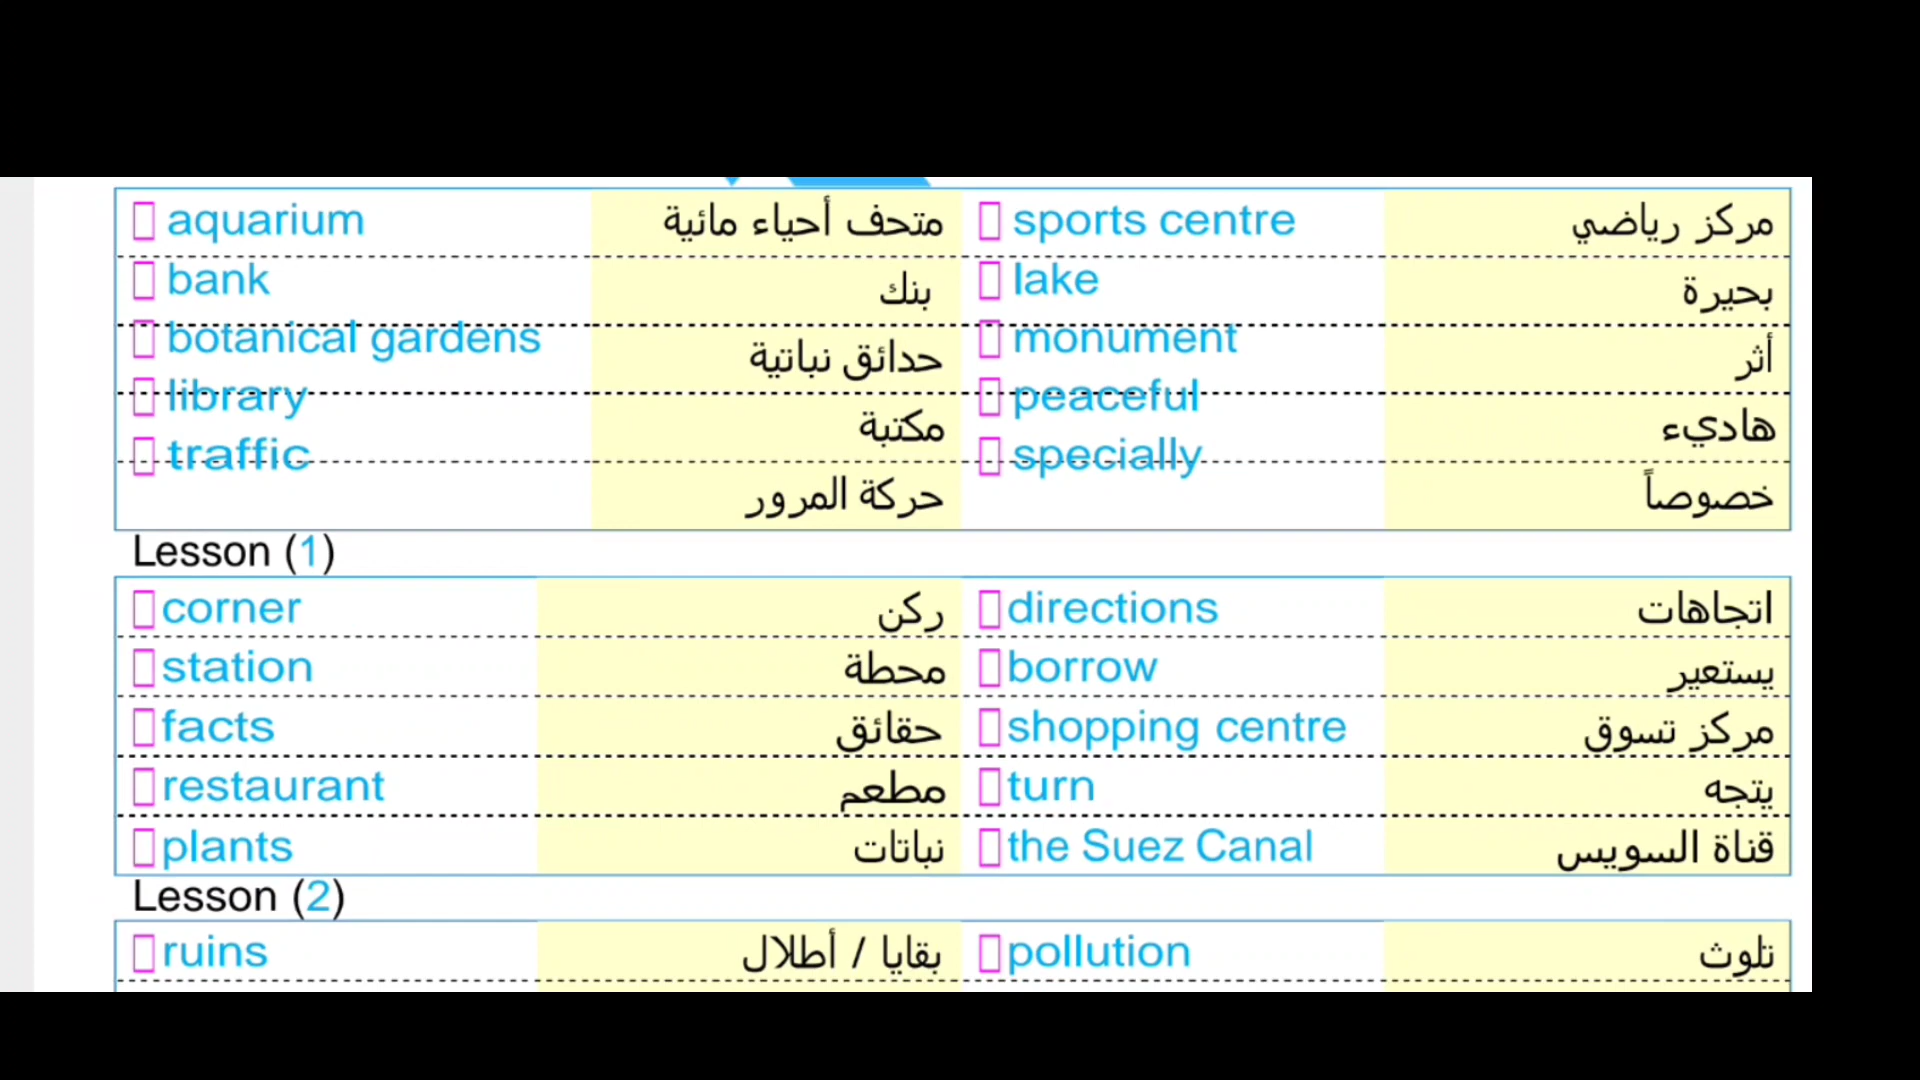 aquarium متحف أحياء مائية sports centre مركز رياضي
bank بنك lake بحيرة
botanical gardens حدائق نباتية monument أثر
library مكتبة peaceful هاديء
traffic حركة المرور specially خصوصاً
Lesson (1)
corner ركن directions اتجاهات
station محطة borrow يستعير
facts حقائق shopping centre مركز تسوق
restaurant مطعم turn يتجه
plants نباتات the Suez Canal قناة السويس
Lesson (2)
ruins بقايا / أطلال pollution تلوث